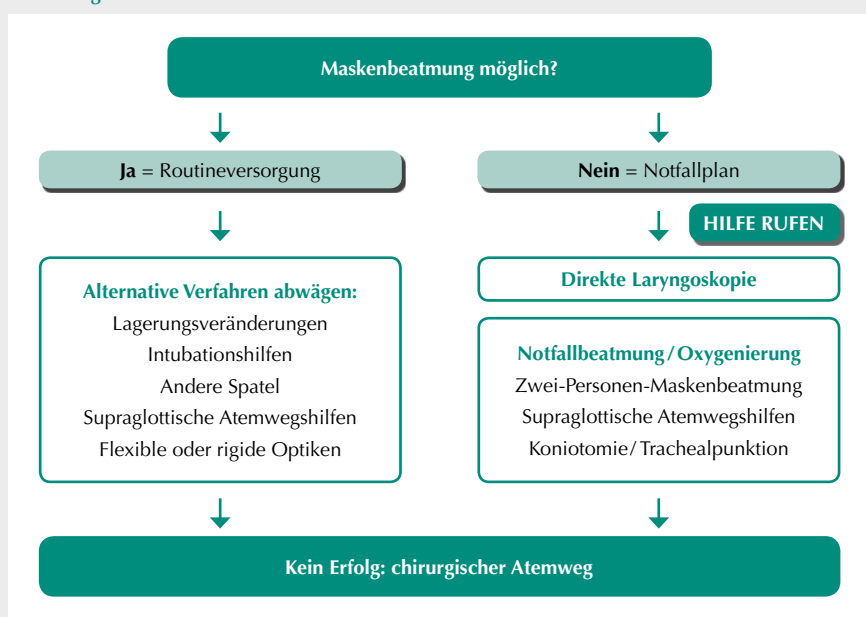 Maskenbeatmung möglich?
Ja = Routineversorgung
Nein = Notfallplan
HILFE RUFEN
Alternative Verfahren abwägen:
Lagerungsveränderungen
Intubationshilfen
Andere Spatel
Supraglottische Atemwegshilfen
Flexible oder rigide Optiken
Direkte Laryngoskopie
Notfallbeatmung / Oxygenierung
Zwei-Personen-Maskenbeatmung
Supraglottische Atemwegshilfen
Koniotomie / Trachealpunktion
Kein Erfolg: chirurgischer Atemweg